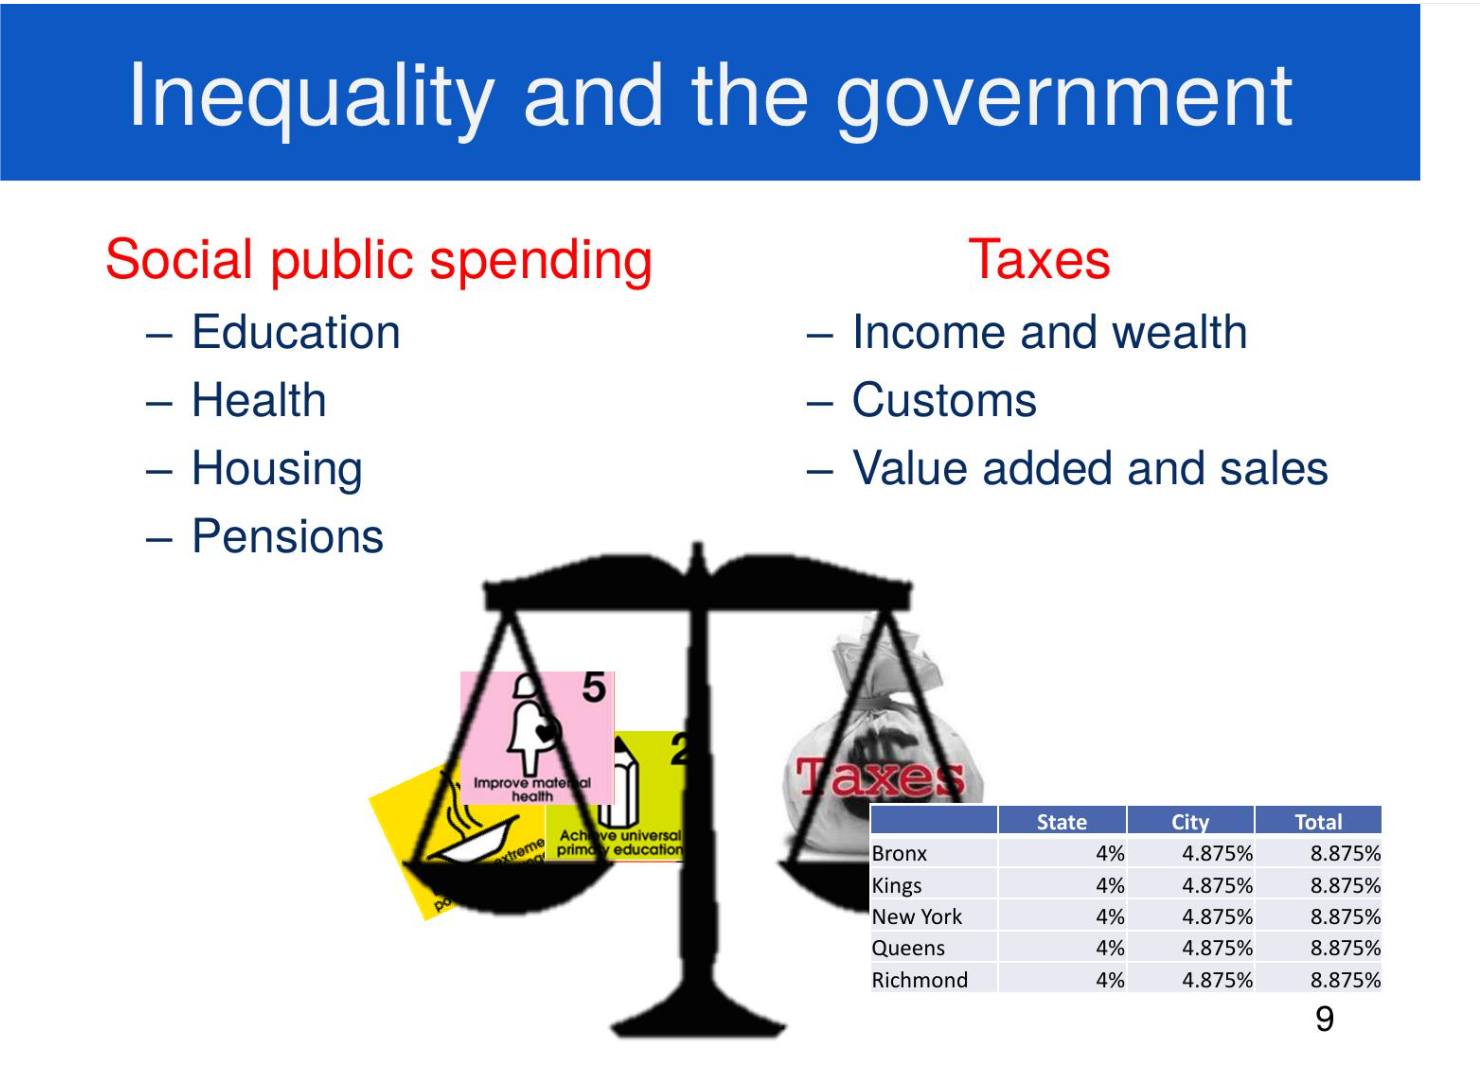 Inequality and the government
Social public spending
– Education
– Health
– Housing
– Pensions
Taxes
– Income and wealth
– Customs
– Value added and sales
5
Improve maternal
health
2
Achieve universal
primary education
extreme
Taxes
State City Total
Bronx 4% 4.875% 8.875%
Kings 4% 4.875% 8.875%
New York 4% 4.875% 8.875%
Queens 4% 4.875% 8.875%
Richmond 4% 4.875% 8.875%
9